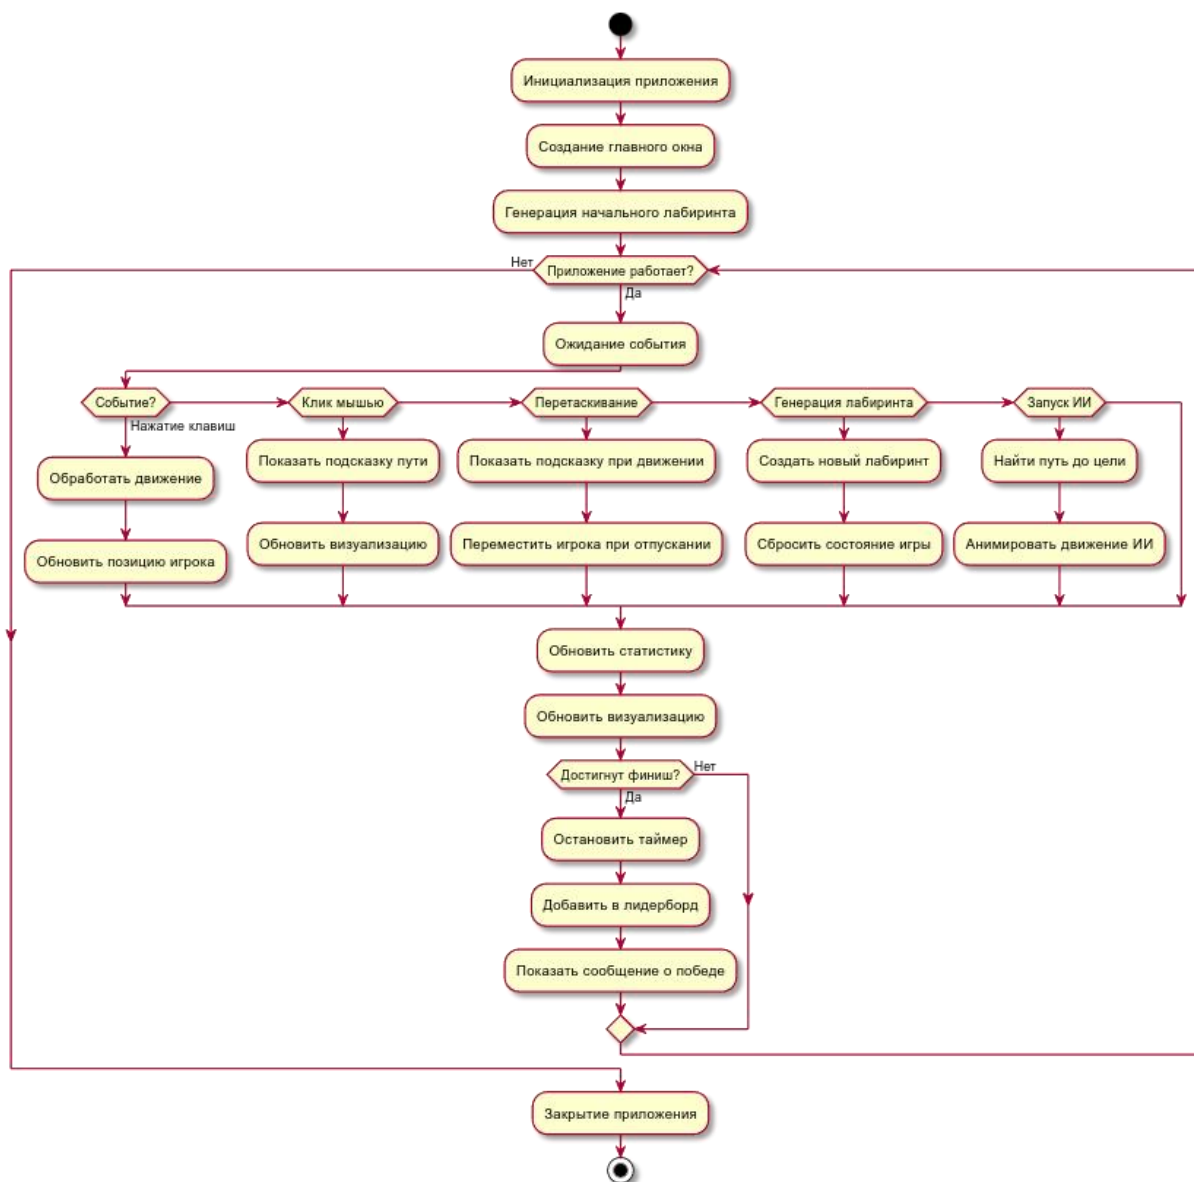 Инициализация приложения
Создание главного окна
Генерация начального лабиринта
Нет
Приложение работает?
Да
Ожидание события
Событие?
Клик мышью
Перетаскивание
Генерация лабиринта
Запуск ИИ
Нажатие клавиш
Показать подсказку пути
Показать подсказку при движении
Создать новый лабиринт
Найти путь до цели
Обработать движение
Обновить визуализацию
Переместить игрока при отпускании
Сбросить состояние игры
Анимировать движение ИИ
Обновить позицию игрока
Обновить статистику
Обновить визуализацию
Достигнут финиш?
Нет
Да
Остановить таймер
Добавить в лидерборд
Показать сообщение о победе
Закрытие приложения